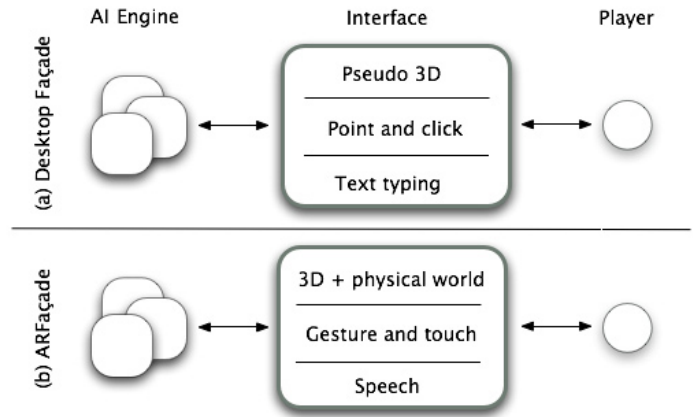 AI Engine
Interface
Player
(a) Desktop Façade
Pseudo 3D
Point and click
Text typing
(b) ARFaçade
3D + physical world
Gesture and touch
Speech